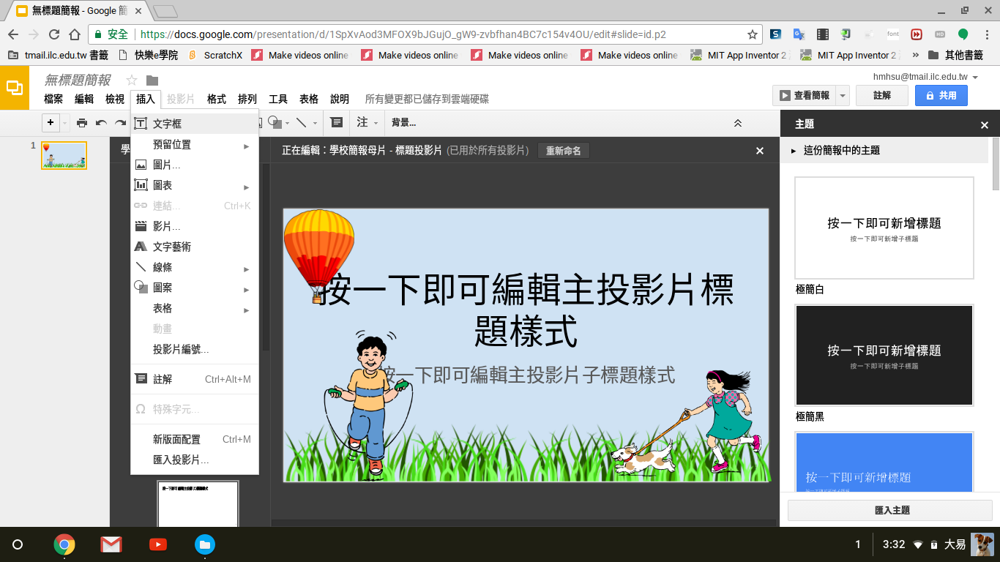 無標題簡報 - Google 簡
安全 https://docs.google.com/presentation/d/1SpXvAod3MFOX9bJGujO_gW9-zvbfhan4BC7c154v4OU/edit#slide=id.p2
tmail.ilc.edu.tw 書籤 快樂e學院 ScratchX Make videos online Make videos online Make videos online Make videos online MIT App Inventor 2 MIT App Inventor 2 » 其他書籤
無標題簡報
hmhsu@tmail.ilc.edu.tw
檔案 編輯 檢視 插入 投影片 格式 排列 工具 表格 說明 所有變更都已儲存到雲端硬碟
查看簡報 註解 共用
注 背景...
主題
文字框
預留位置
圖片...
圖表
連結... Ctrl+K
影片...
文字藝術
線條
圖案
表格
動畫
投影片編號...
註解 Ctrl+Alt+M
特殊字元...
新版面配置 Ctrl+M
匯入投影片...
1
正在編輯：學校簡報母片 - 標題投影片 (已用於所有投影片) 重新命名
按一下即可編輯主投影片標
題樣式
按一下即可編輯主投影片子標題樣式
按一下即可編輯主投影片標題樣式
這份簡報中的主題
按一下即可新增標題
按一下即可新增子標題
極簡白
按一下即可新增標題
按一下即可新增子標題
極簡黑
按一下即可新增標題
匯入主題
1 3:32 大易